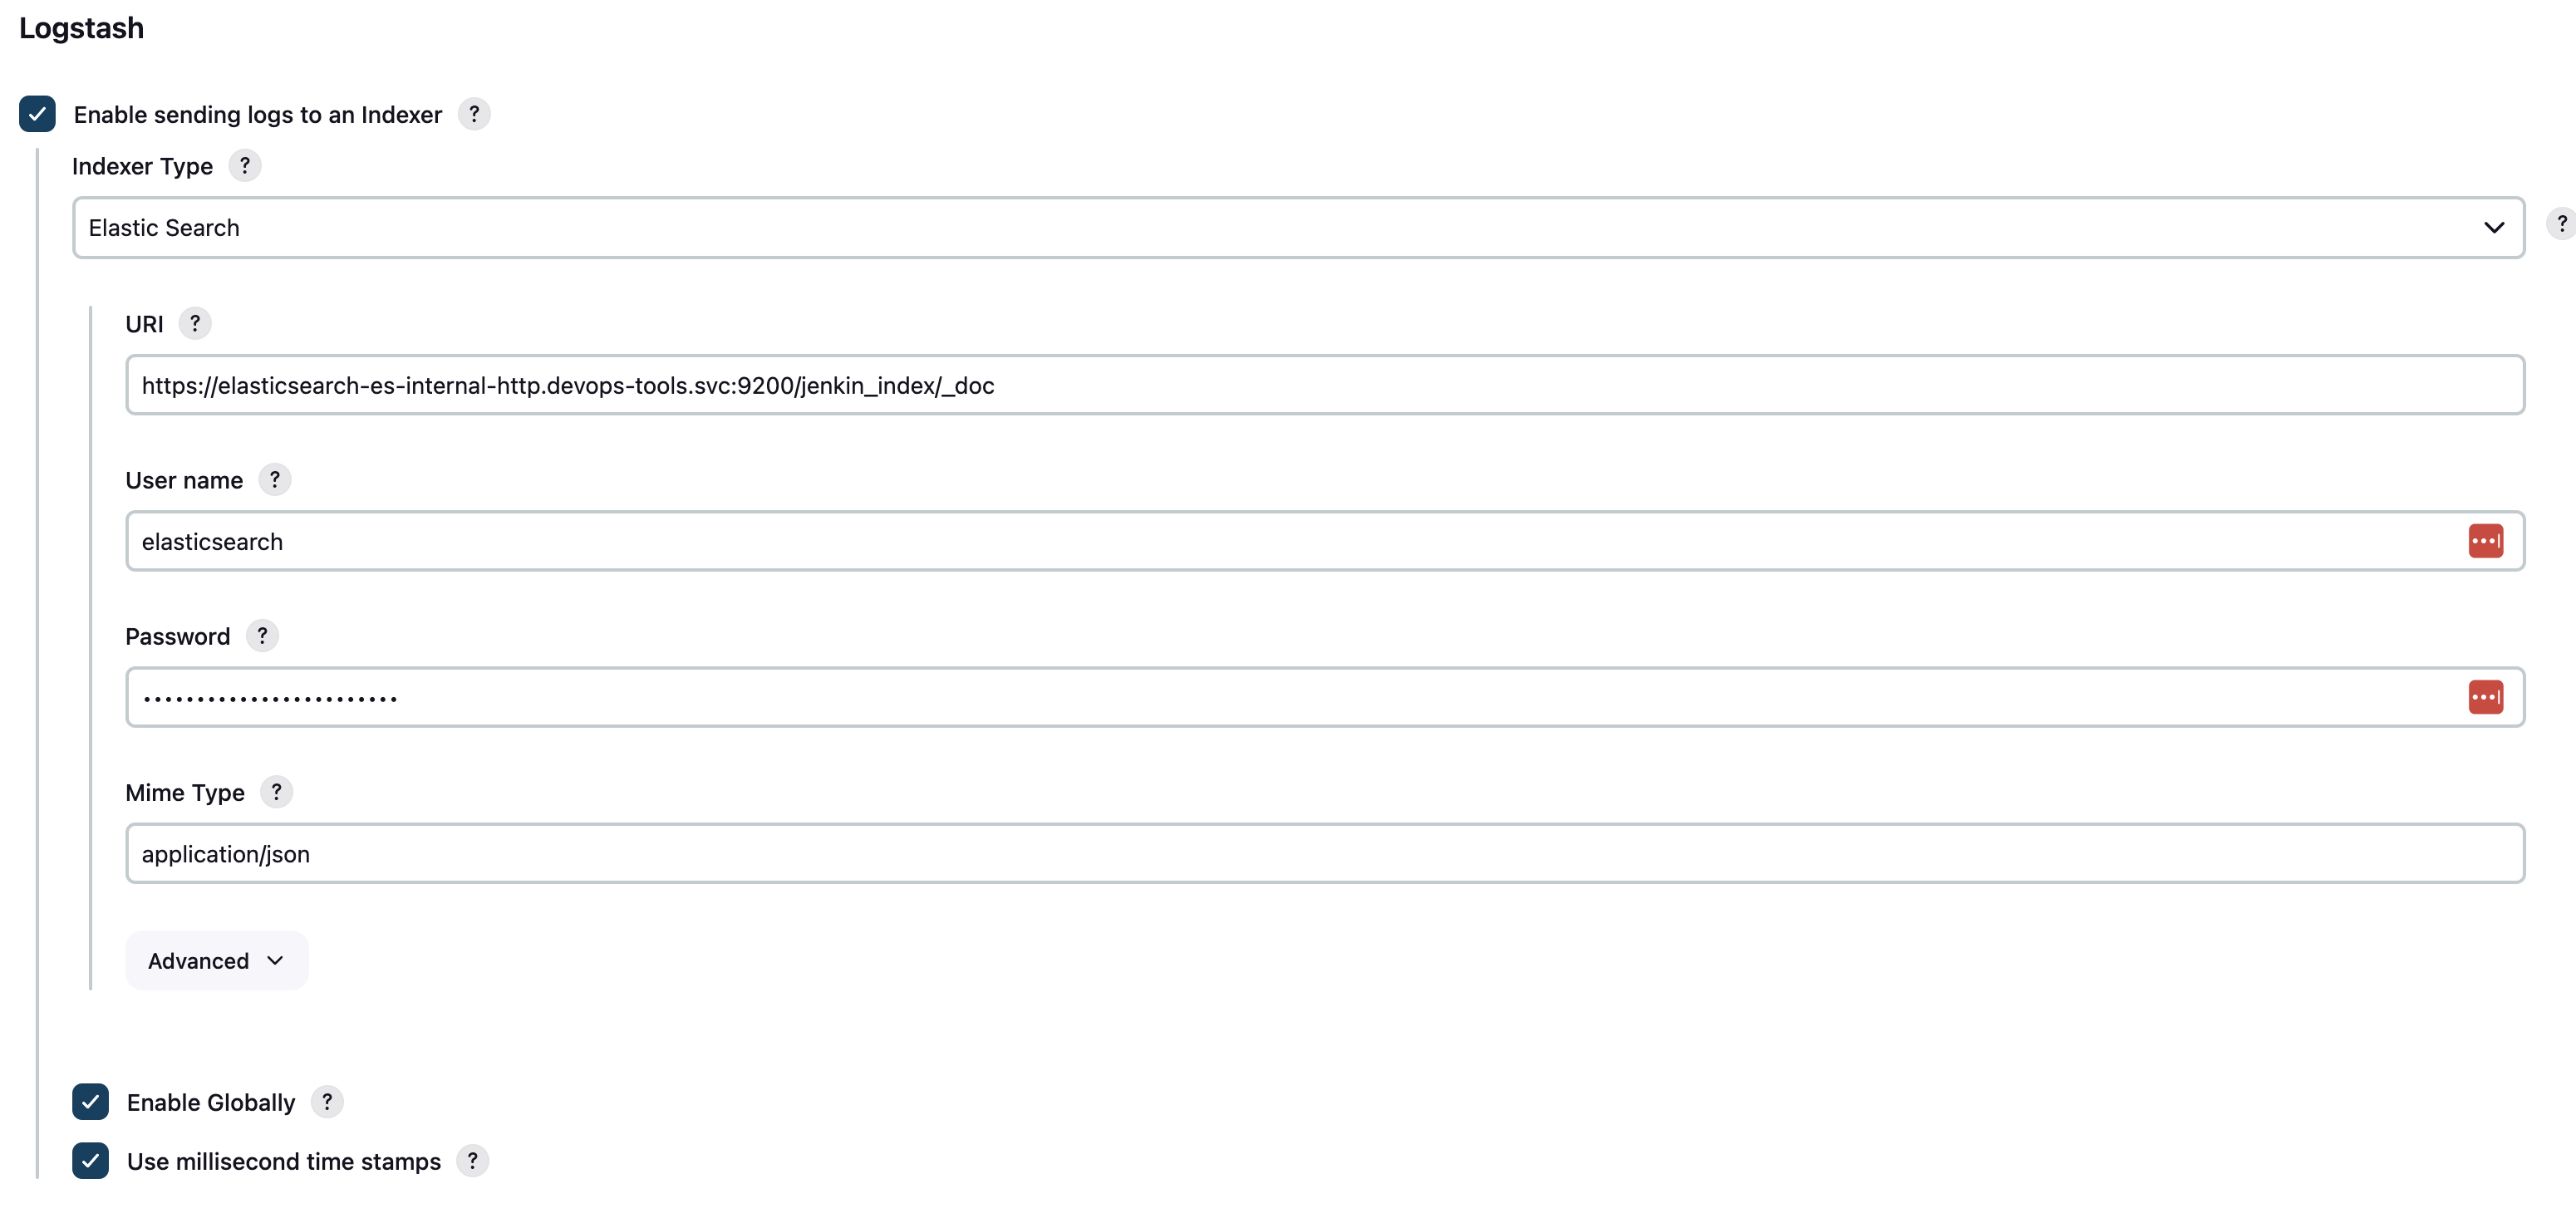 Logstash
Enable sending logs to an Indexer ?
Indexer Type ?
Elastic Search ?
URI ?
https://elasticsearch-es-internal-http.devops-tools.svc:9200/jenkin_index/_doc
User name ?
elasticsearch
Password ?
••••••••••••••••••••••••
Mime Type ?
application/json
Advanced
Enable Globally ?
Use millisecond time stamps ?